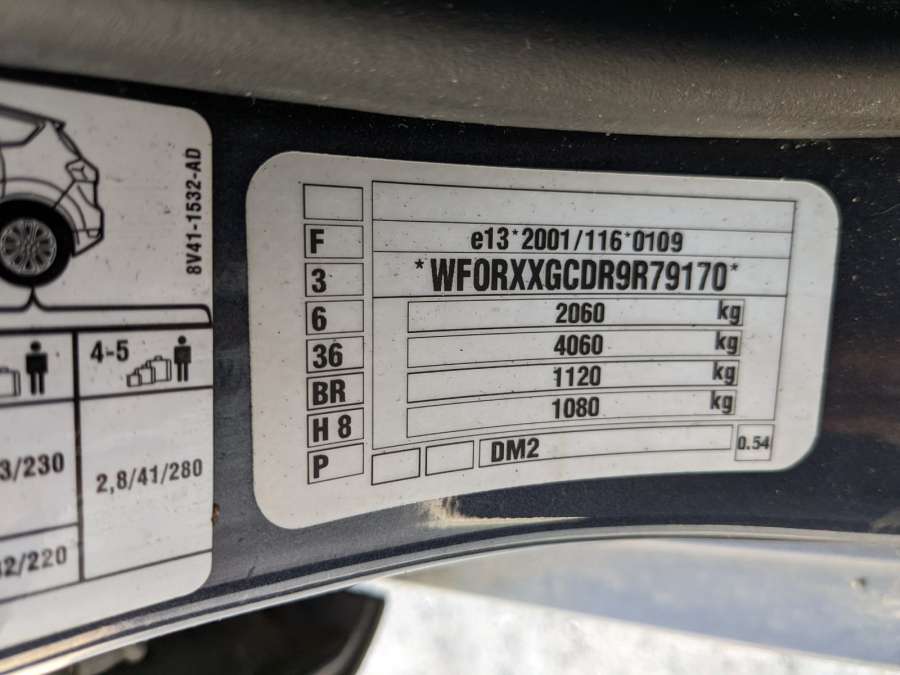 8V41-1532-AD
4-5
3/230
2,8/41/280
/220
F
e13*2001/116*0109
3
*WF0RXXGCDR9R79170*
6
2060 kg
36
4060 kg
BR
1120 kg
H 8
1080 kg
P
DM2
0.54